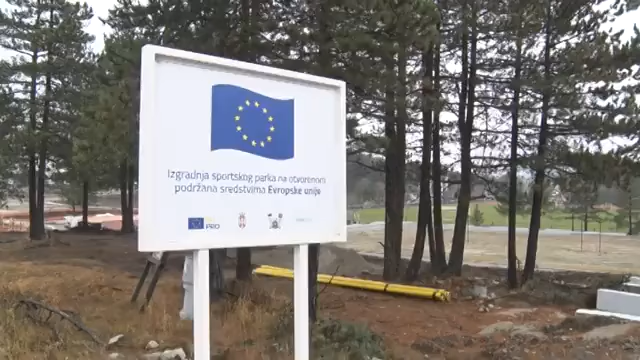 Izgradnja sportskog parka na otvorenom
podržana sredstvima Evropske unije
PRO